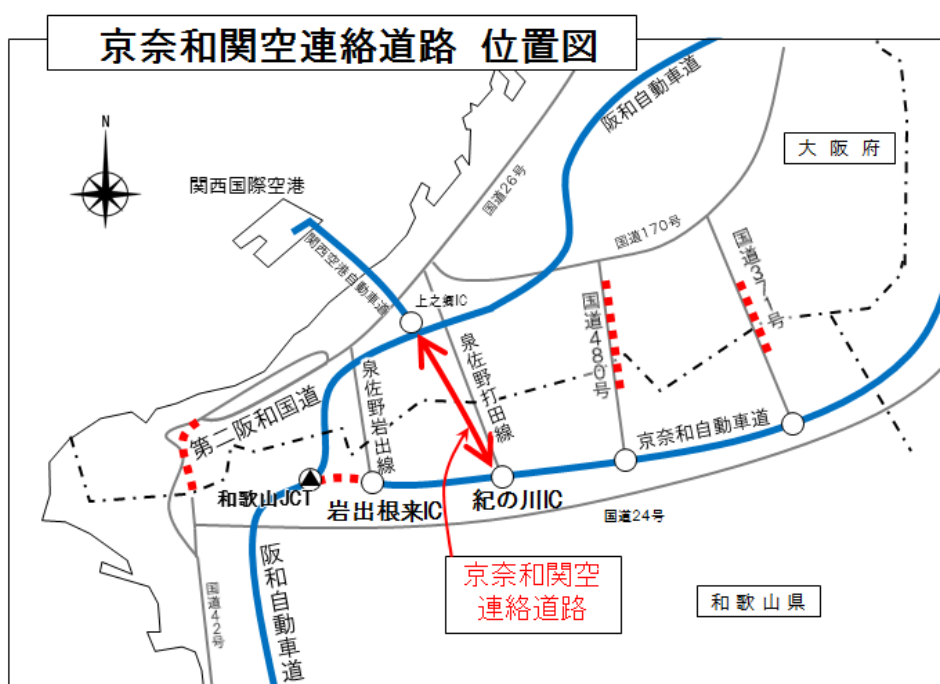 京奈和関空連絡道路 位置図
N
阪和自動車道
大阪府
関西国際空港
国道26号
国道170号
国道371号
関西空港自動車道
上之郷IC
国道480号
泉佐野岩出線
泉佐野打田線
第二阪和国道
京奈和自動車道
和歌山JCT
岩出根来IC
紀の川IC
国道24号
阪和自動車道
国道42号
京奈和関空
連絡道路
和歌山県